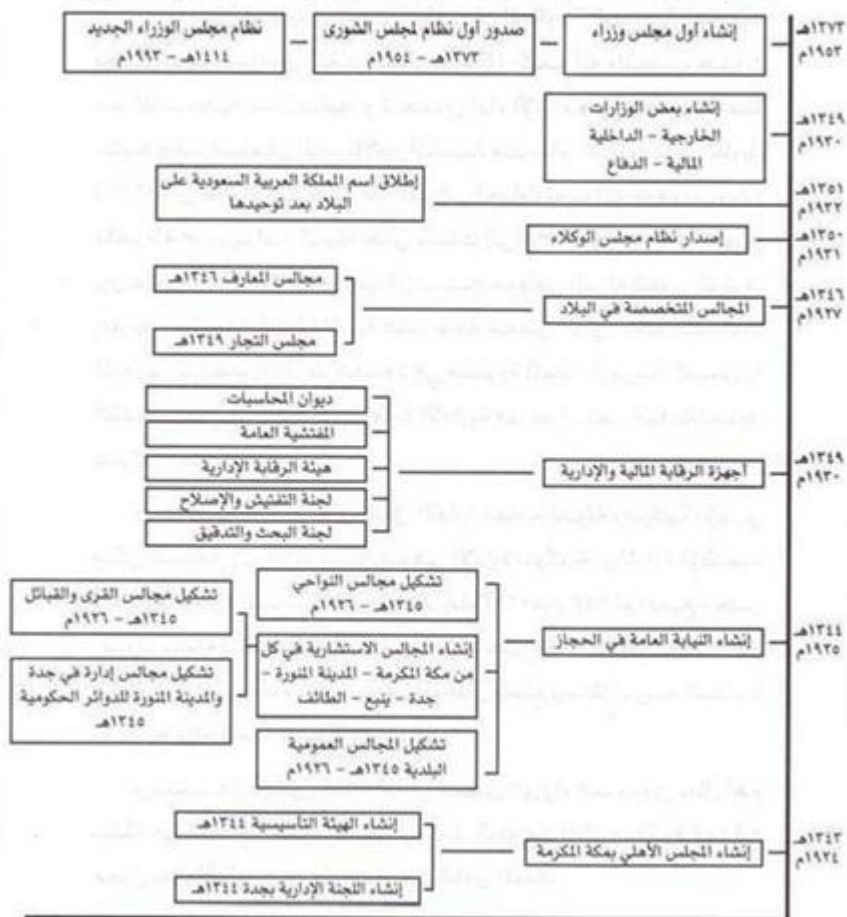 ١٣٧٣هـ
١٩٥٣م
إنشاء أول مجلس وزراء
صدور أول نظام لمجلس الشورى
١٣٧٣هـ - ١٩٥٤م
نظام مجلس الوزراء الجديد
١٤١٤هـ - ١٩٩٣م
١٣٤٩هـ
١٩٣٠م
إنشاء بعض الوزارات
الخارجية - الداخلية
المالية - الدفاع
١٣٥١هـ
١٩٣٢م
إطلاق اسم المملكة العربية السعودية على
البلاد بعد توحيدها
١٣٥٠هـ
١٩٣١م
إصدار نظام مجلس الوكلاء
١٣٤٦هـ
١٩٢٧م
المجالس المتخصصة في البلاد
مجالس المعارف ١٣٤٦هـ
مجلس التجار ١٣٤٩هـ
١٣٤٩هـ
١٩٣٠م
أجهزة الرقابة المالية والإدارية
ديوان المحاسبات
المفتشية العامة
هيئة الرقابة الإدارية
لجنة التفتيش والإصلاح
لجنة البحث والتدقيق
١٣٤٤هـ
١٩٢٥م
إنشاء النيابة العامة في الحجاز
تشكيل مجالس النواحي
١٣٤٥هـ - ١٩٢٦م
إنشاء المجالس الاستشارية في كل
من مكة المكرمة - المدينة المنورة -
جدة - ينبع - الطائف
تشكيل المجالس العمومية
البلدية ١٣٤٥هـ - ١٩٢٦م
تشكيل مجالس القرى والقبائل
١٣٤٥هـ - ١٩٢٦م
تشكيل مجالس إدارة في جدة
والمدينة المنورة للدوائر الحكومية
١٣٤٥هـ
١٣٤٣هـ
١٩٢٤م
إنشاء المجلس الأهلي بمكة المكرمة
إنشاء الهيئة التأسيسية ١٣٤٤هـ
إنشاء اللجنة الإدارية بجدة ١٣٤٤هـ